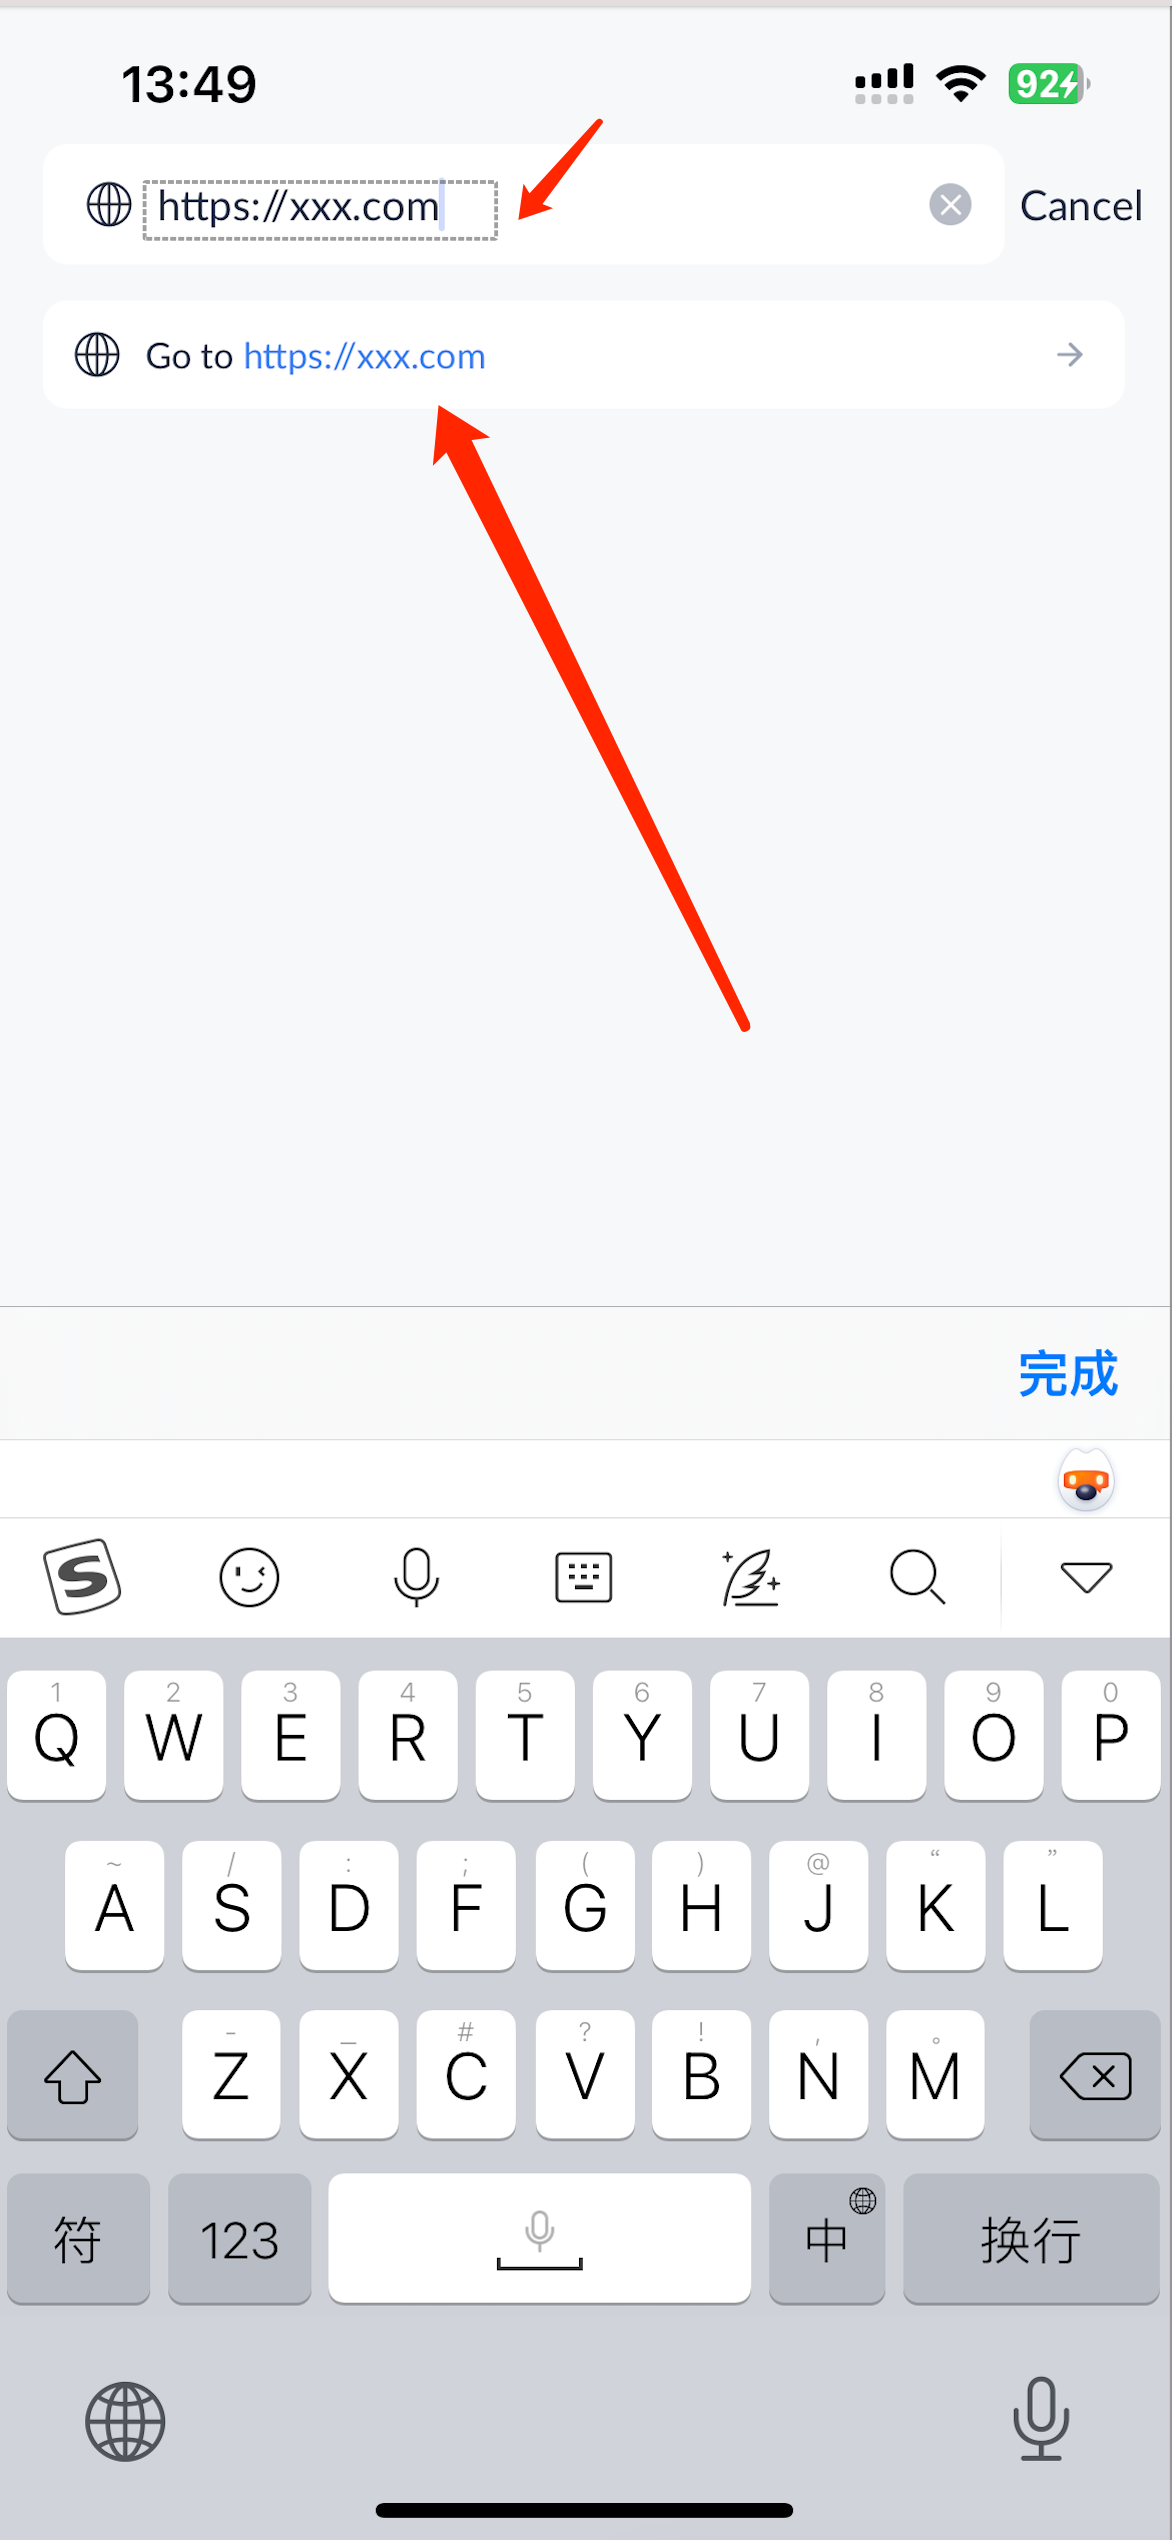 13:49
92
https://xxx.com
Cancel
Go to https://xxx.com
完成
S
1 2 3 4 5 6 7 8 9 0
Q W E R T Y U I O P
~ / : ; ( ) @ “ ”
A S D F G H J K L
- _ # ? ! , 。
Z X C V B N M
符 123 中 换行